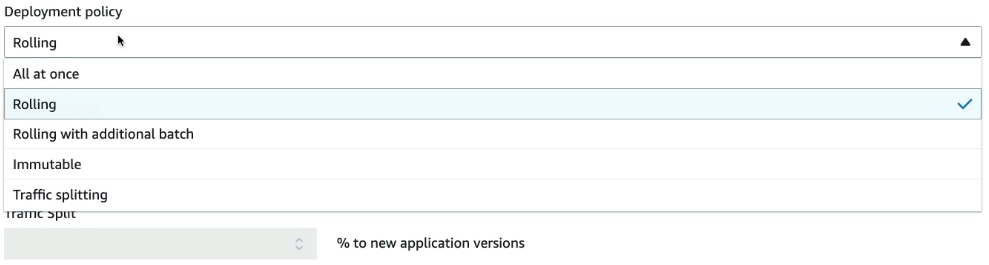 Deployment policy
Rolling
All at once
Rolling
Rolling with additional batch
Immutable
Traffic splitting
Traffic Split
% to new application versions